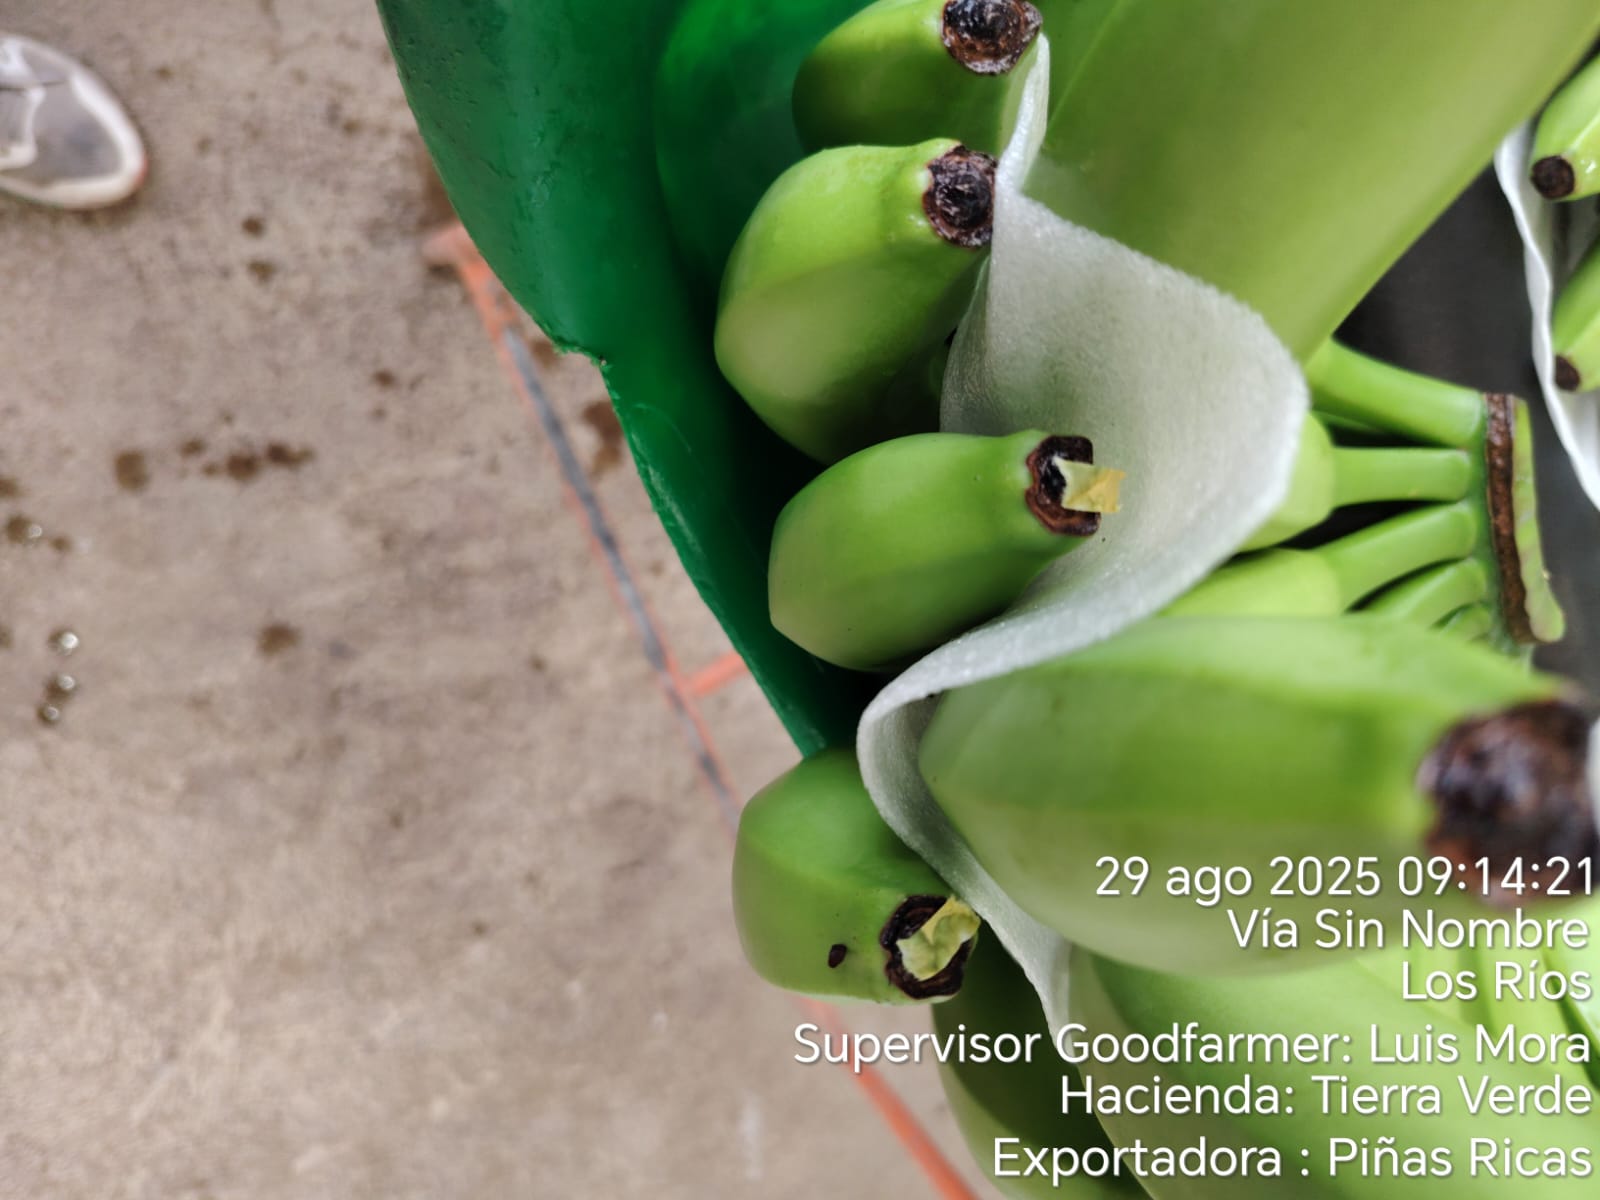 29 ago 2025 09:14:21
Vía Sin Nombre
Los Ríos
Supervisor Goodfarmer: Luis Mora
Hacienda: Tierra Verde
Exportadora : Piñas Ricas